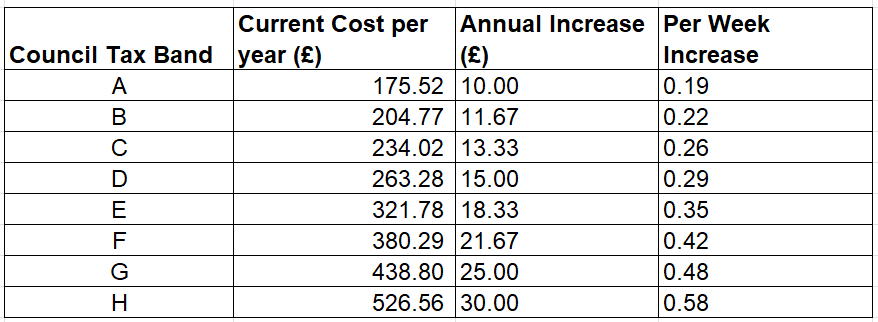 Council Tax Band Current Cost per year (£) Annual Increase (£) Per Week Increase
A 175.52 10.00 0.19
B 204.77 11.67 0.22
C 234.02 13.33 0.26
D 263.28 15.00 0.29
E 321.78 18.33 0.35
F 380.29 21.67 0.42
G 438.80 25.00 0.48
H 526.56 30.00 0.58